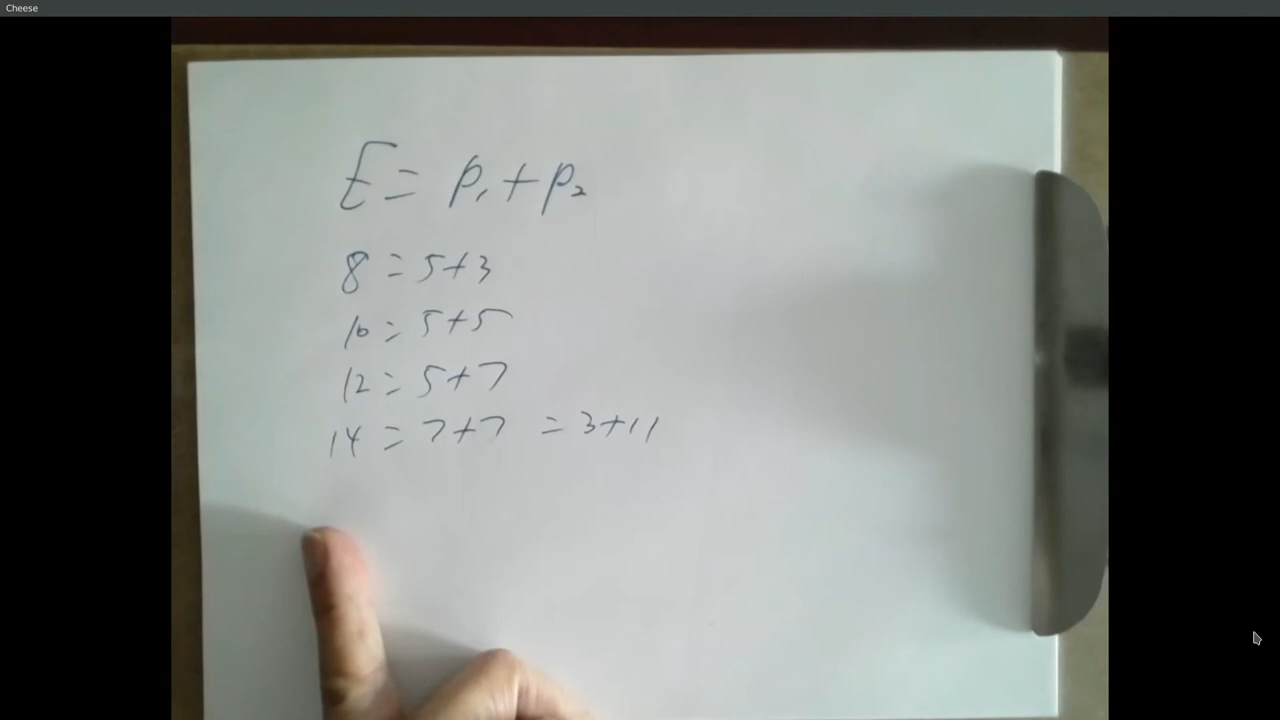 Cheese
E = p₁ + p₂
8 = 5+3
10 = 5+5
12 = 5+7
14 = 7+7 = 3+11